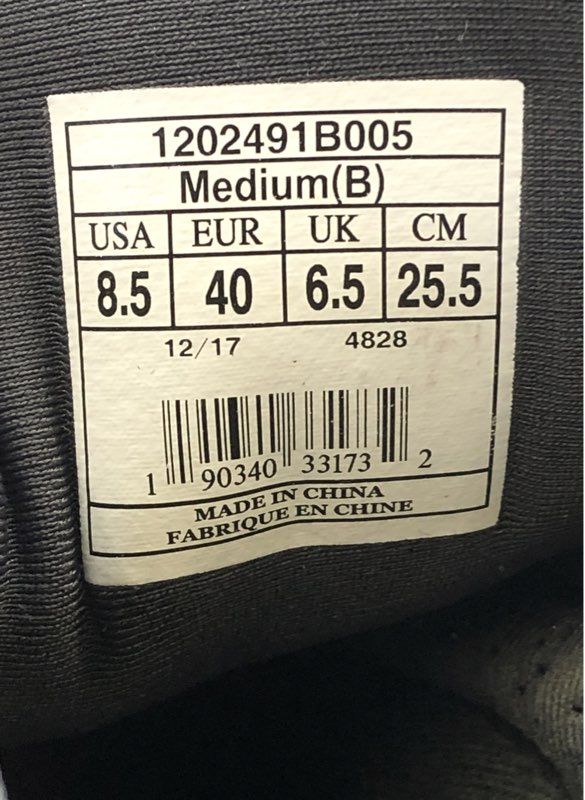 1202491B005
Medium(B)
USA EUR UK CM
8.5 40 6.5 25.5
12/17 4828
1 90340 33173 2
MADE IN CHINA
FABRIQUE EN CHINE